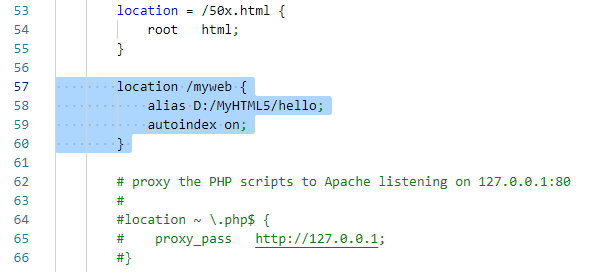 53 location = /50x.html {
54 root html;
55 }
56
57 location /myweb {
58 alias D:/MyHTML5/hello;
59 autoindex on;
60 }
61
62 # proxy the PHP scripts to Apache listening on 127.0.0.1:80
63 #
64 #location ~ \.php$ {
65 # proxy_pass http://127.0.0.1;
66 #}